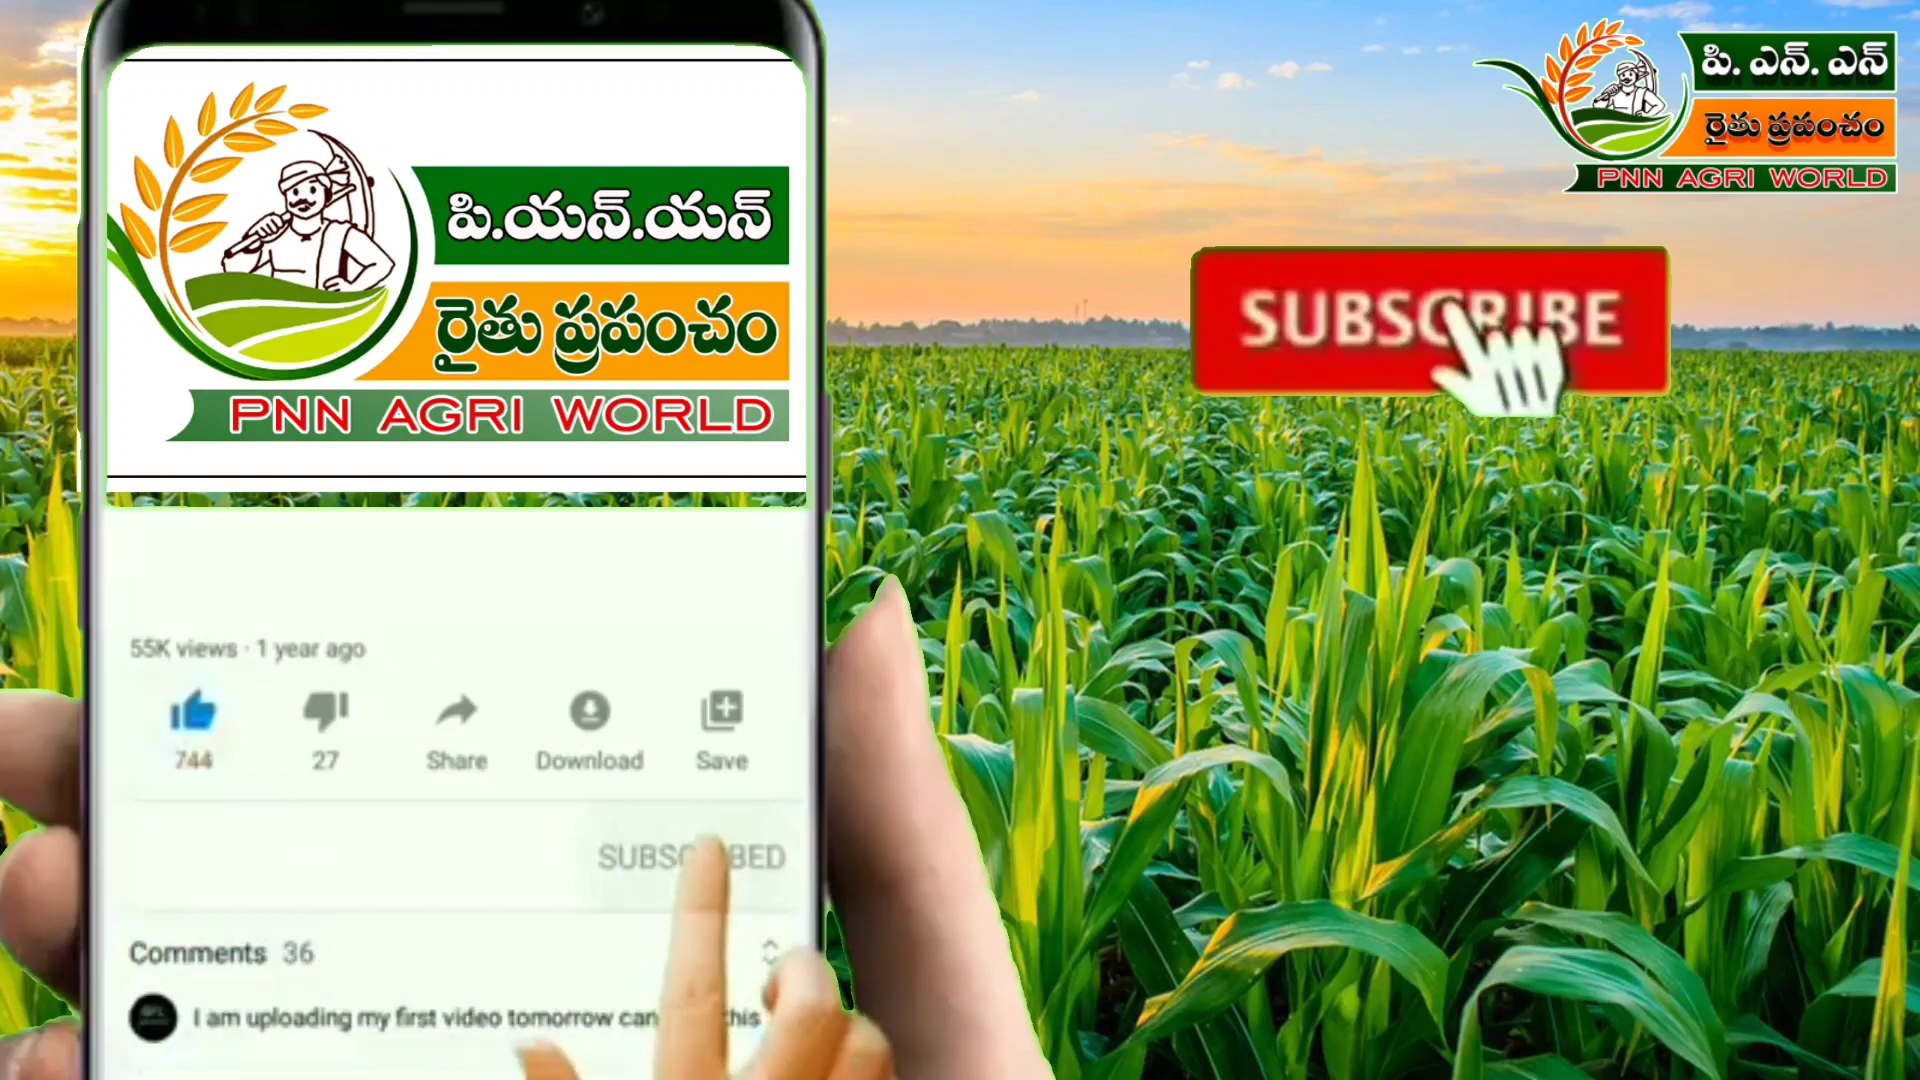 పి.యన్.యన్
రైతు ప్రపంచం
PNN AGRI WORLD
55K views · 1 year ago
744
27
Share
Download
Save
SUBSCRIBED
Comments 36
I am uploading my first video tomorrow can this
పి. ఎన్. ఎన్
రైతు ప్రపంచం
PNN AGRI WORLD
SUBSCRIBE